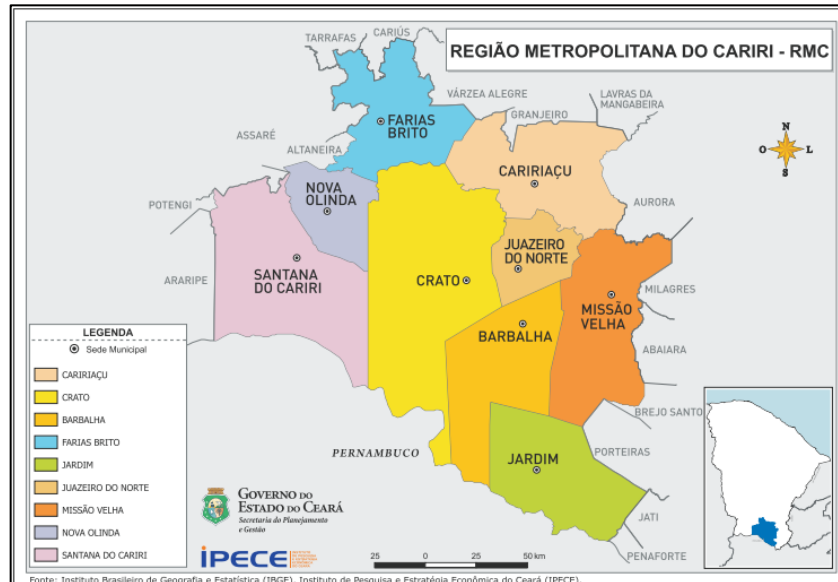 REGIÃO METROPOLITANA DO CARIRI - RMC
TARRAFAS
CARIÚS
FARIAS
BRITO
VÁRZEA ALEGRE
GRANJEIRO
LAVRAS DA
MANGABEIRA
ASSARÉ
ALTANEIRA
CARIRIAÇU
N
O
L
S
NOVA
OLINDA
POTENGI
AURORA
JUAZEIRO
DO NORTE
SANTANA
DO CARIRI
ARARIPE
CRATO
MISSÃO
VELHA
MILAGRES
BARBALHA
ABAIARA
BREJO SANTO
PERNAMBUCO
PORTEIRAS
JARDIM
JATI
PENAFORTE
LEGENDA
Sede Municipal
CARIRIAÇU
CRATO
BARBALHA
FARIAS BRITO
JARDIM
JUAZEIRO DO NORTE
MISSÃO VELHA
NOVA OLINDA
SANTANA DO CARIRI
GOVERNO DO
ESTADO DO CEARÁ
Secretaria do Planejamento
e Gestão
IPECE
25 0 25 50 km
Fonte: Instituto Brasileiro de Geografia e Estatística (IBGE), Instituto de Pesquisa e Estratégia Econômica do Ceará (IPECE).